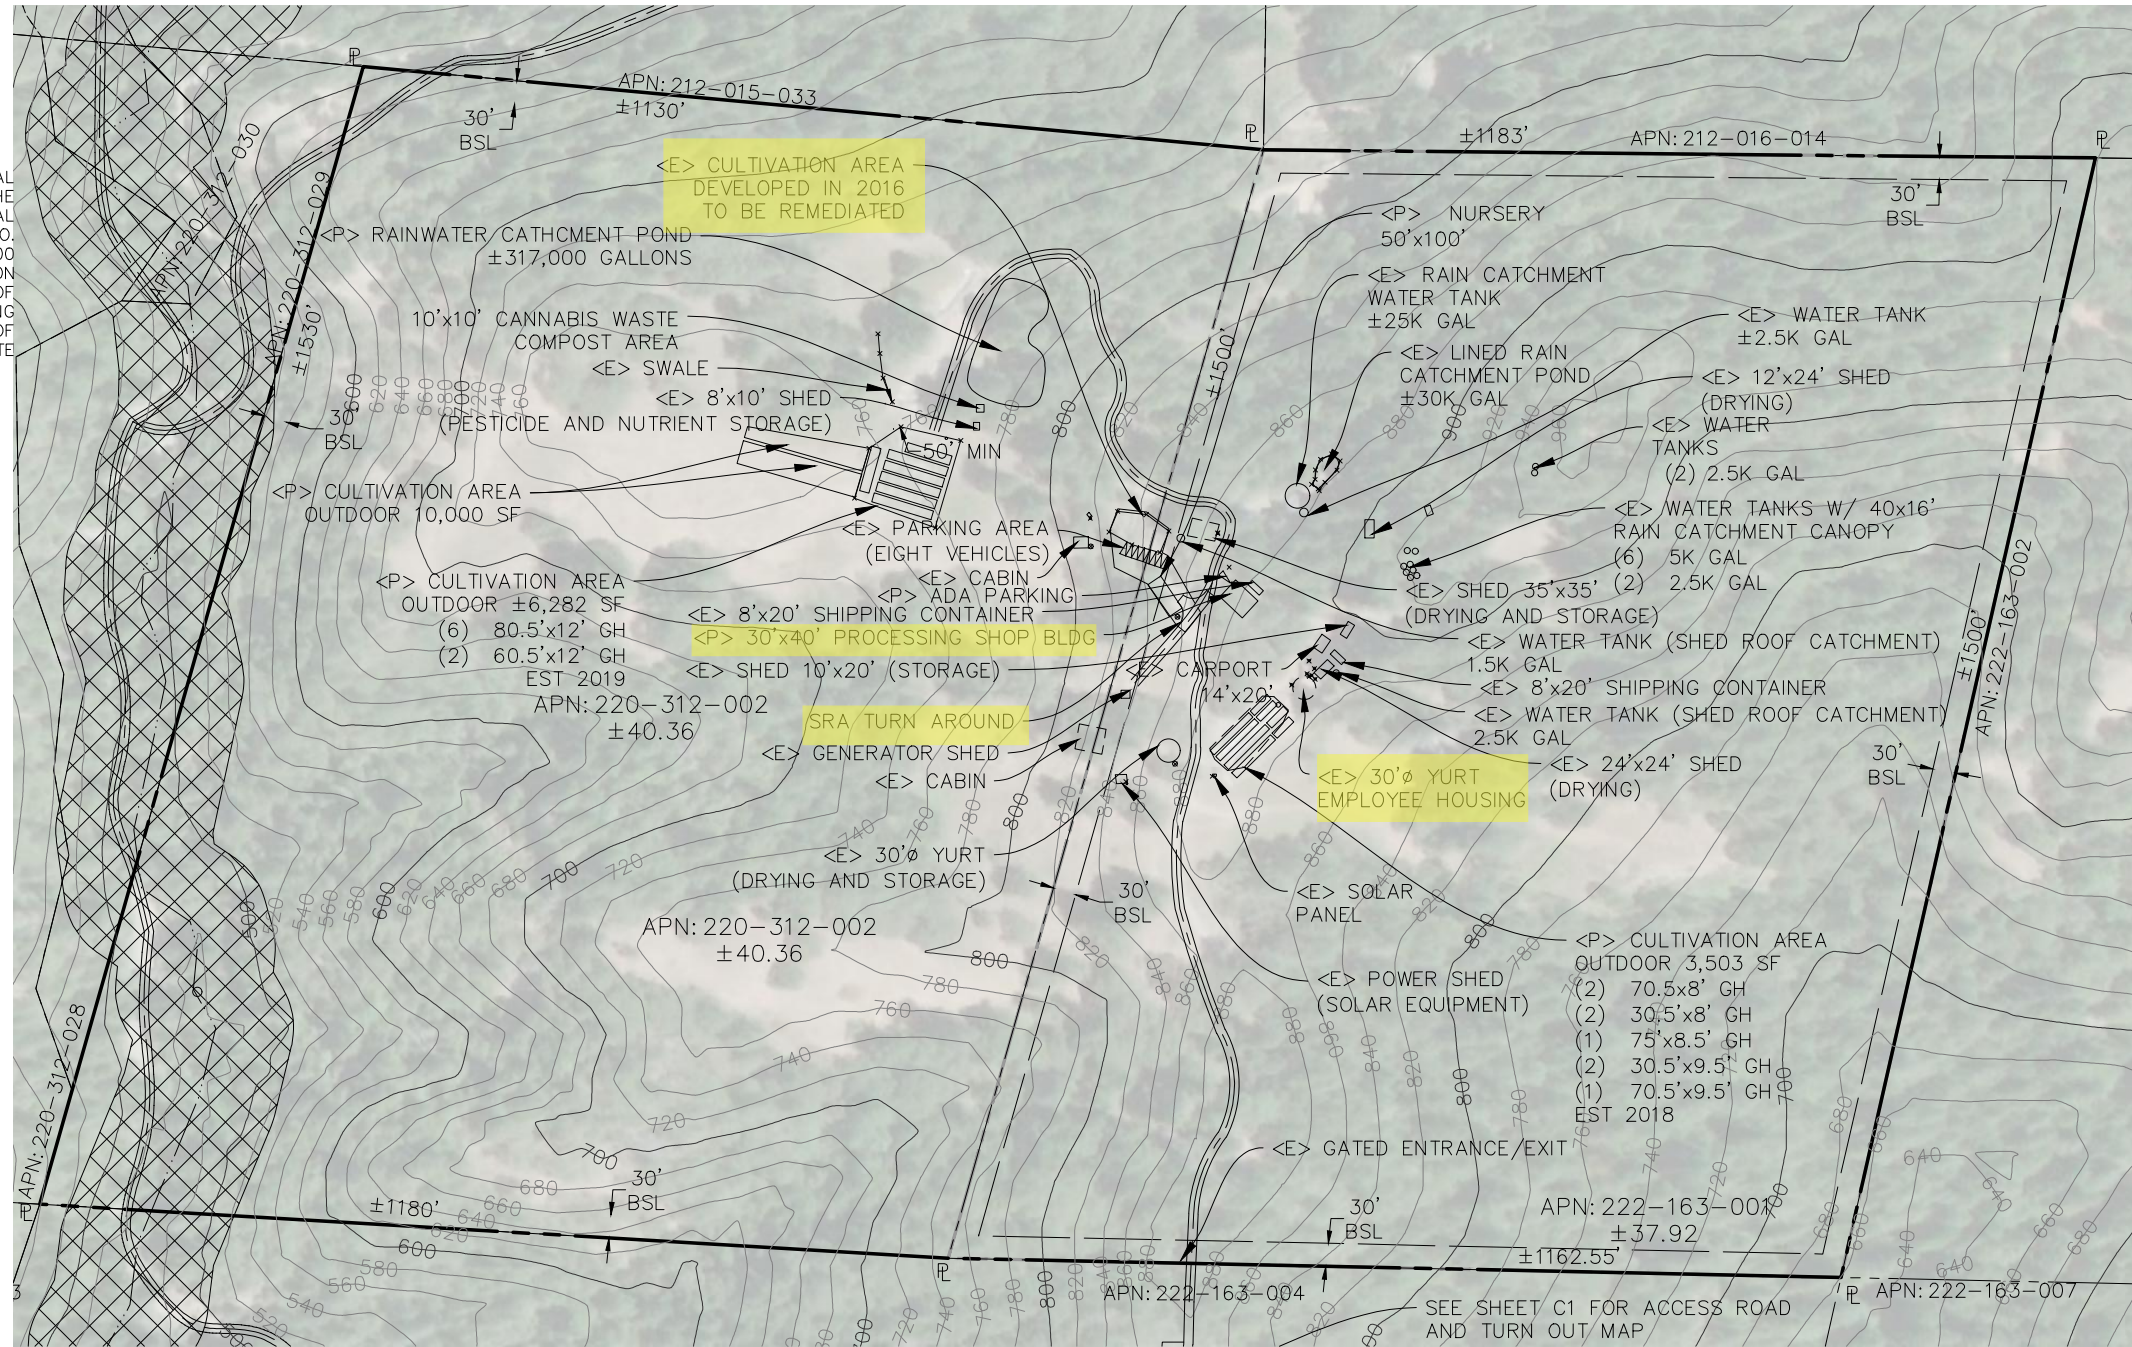 APN: 212-015-033
±1130'
30'
BSL
±1183'
APN: 212-016-014
30'
BSL
<E> CULTIVATION AREA
DEVELOPED IN 2016
TO BE REMEDIATED
<P> RAINWATER CATHCMENT POND
±317,000 GALLONS
10'x10' CANNABIS WASTE
COMPOST AREA
<E> SWALE
<E> 8'x10' SHED
(PESTICIDE AND NUTRIENT STORAGE)
50' MIN
<P> CULTIVATION AREA
OUTDOOR 10,000 SF
<E> PARKING AREA
(EIGHT VEHICLES)
<E> CABIN
<P> ADA PARKING
<P> CULTIVATION AREA
OUTDOOR ±6,282 SF
(6) 80.5'x12' GH
(2) 60.5'x12' GH
EST 2019
APN: 220-312-002
±40.36
<E> 8'x20' SHIPPING CONTAINER
<P> 30'x40' PROCESSING SHOP BLDG
<E> SHED 10'x20' (STORAGE)
<E> CARPORT
14'x20'
SRA TURN AROUND
<E> GENERATOR SHED
<E> CABIN
<E> 30'ø YURT
(DRYING AND STORAGE)
APN: 220-312-002
±40.36
<P> NURSERY
50'x100'
<E> RAIN CATCHMENT
WATER TANK
±25K GAL
<E> LINED RAIN
CATCHMENT POND
±30K GAL
<E> WATER TANK
±2.5K GAL
<E> 12'x24' SHED
(DRYING)
<E> WATER
TANKS
(2) 2.5K GAL
<E> WATER TANKS W/ 40x16'
RAIN CATCHMENT CANOPY
(6) 5K GAL
(2) 2.5K GAL
<E> SHED 35'x35'
(DRYING AND STORAGE)
<E> WATER TANK (SHED ROOF CATCHMENT)
1.5K GAL
<E> 8'x20' SHIPPING CONTAINER
<E> WATER TANK (SHED ROOF CATCHMENT)
2.5K GAL
<E> 24'x24' SHED
(DRYING)
<E> 30'ø YURT
EMPLOYEE HOUSING
<E> SOLAR
PANEL
<E> POWER SHED
(SOLAR EQUIPMENT)
<P> CULTIVATION AREA
OUTDOOR 3,503 SF
(2) 70.5'x8' GH
(2) 30.5'x8' GH
(1) 75'x8.5' GH
(2) 30.5'x9.5' GH
(1) 70.5'x9.5' GH
EST 2018
<E> GATED ENTRANCE/EXIT
APN: 222-163-001
±37.92
±1162.55'
APN: 222-163-004
APN: 222-163-007
SEE SHEET C1 FOR ACCESS ROAD
AND TURN OUT MAP
APN: 220-312-030
APN: 220-312-029
±1530'
30'
BSL
APN: 220-312-028
±1180'
30'
BSL
±1500'
30'
BSL
30'
BSL
±1500'
APN: 222-163-002
30'
BSL